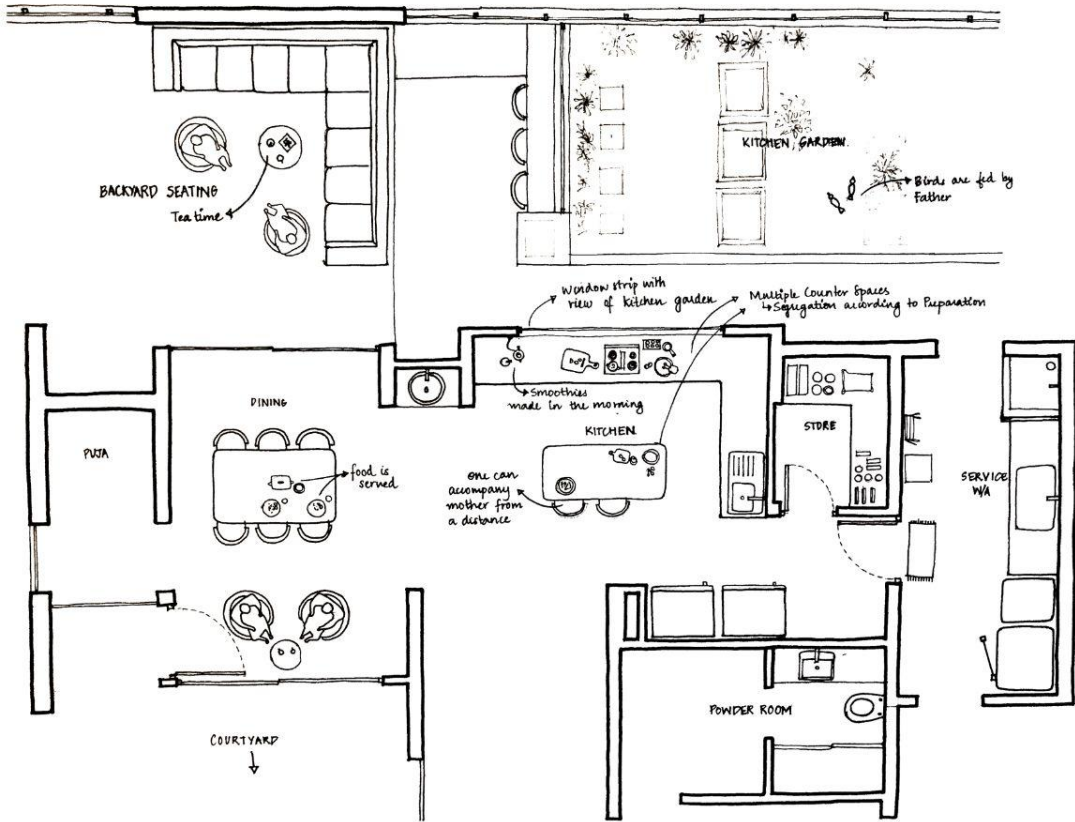 KITCHEN GARDEN
Birds are fed by
Father
BACKYARD SEATING
Tea time
Window strip with
view of kitchen garden
Multiple Counter Spaces
↳ Segregation according to Preparation
Smoothies
made in the morning
DINING
KITCHEN
STORE
PUJA
food is
served
one can
accompany
mother from
a distance
SERVICE
W/A
POWDER ROOM
COURTYARD